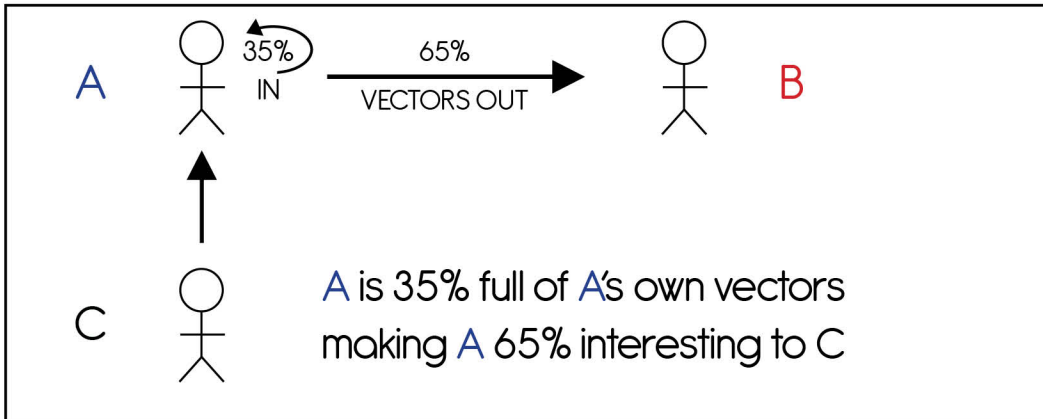 A
35%
IN
65%
VECTORS OUT
B
C
A is 35% full of A's own vectors
making A 65% interesting to C